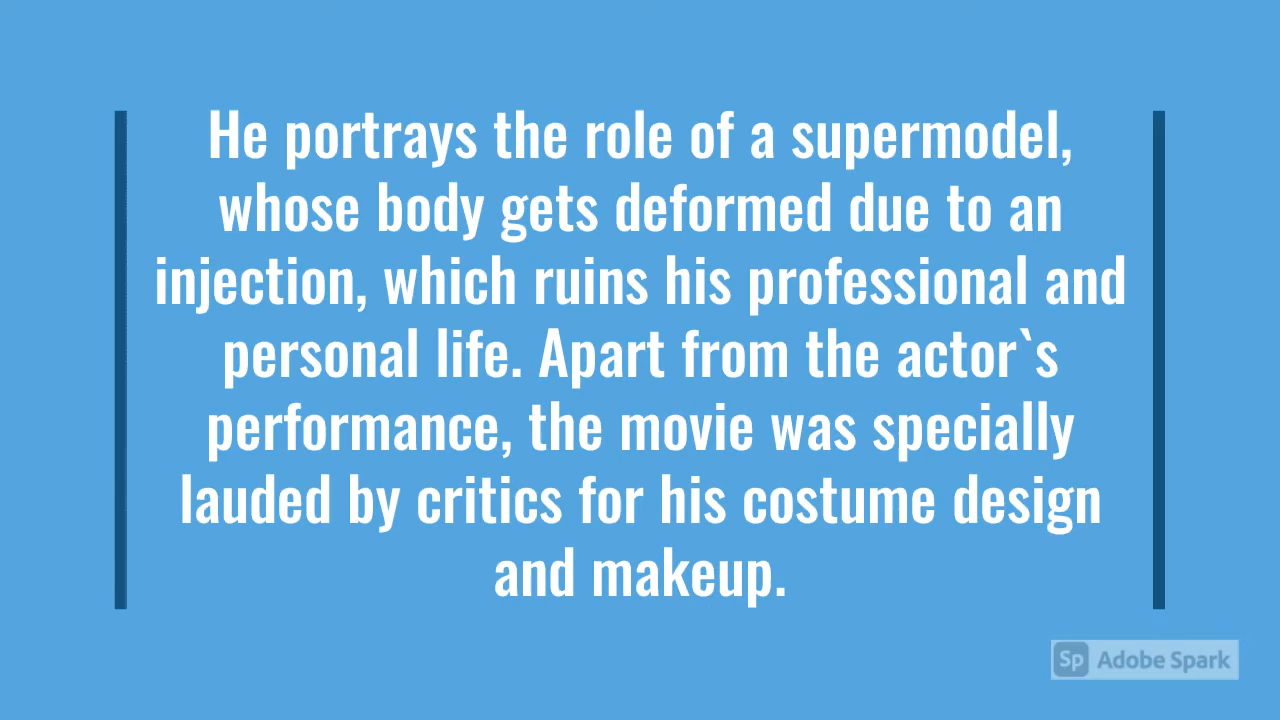 He portrays the role of a supermodel,
whose body gets deformed due to an
injection, which ruins his professional and
personal life. Apart from the actor`s
performance, the movie was specially
lauded by critics for his costume design
and makeup.
Sp Adobe Spark